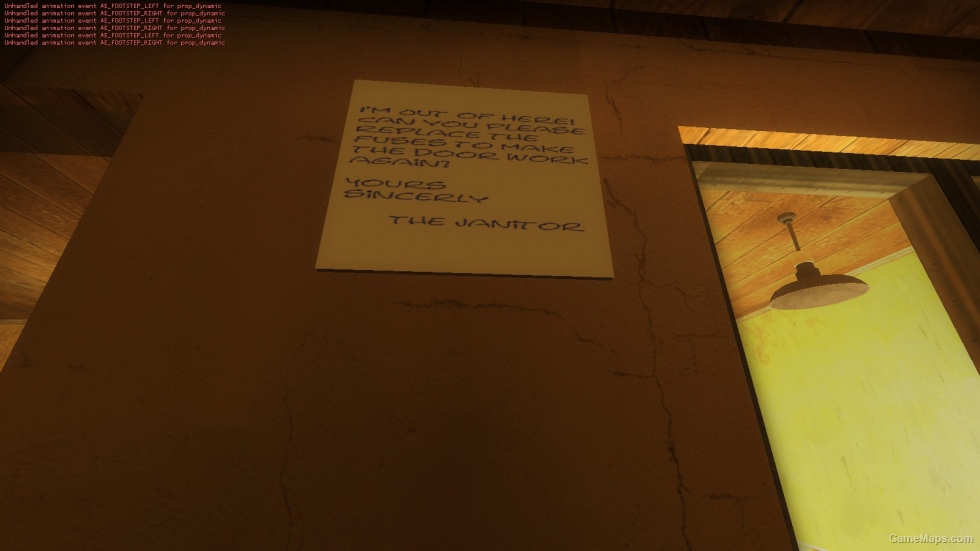 Unhandled animation event AE_FOOTSTEP_LEFT for prop_dynamic
Unhandled animation event AE_FOOTSTEP_RIGHT for prop_dynamic
Unhandled animation event AE_FOOTSTEP_LEFT for prop_dynamic
Unhandled animation event AE_FOOTSTEP_RIGHT for prop_dynamic
Unhandled animation event AE_FOOTSTEP_LEFT for prop_dynamic
Unhandled animation event AE_FOOTSTEP_RIGHT for prop_dynamic
I'M OUT OF HERE!
CAN YOU PLEASE
REPLACE THE
FUSES TO MAKE
THE DOOR WORK
AGAIN?
YOURS
SINCERLY
THE JANITOR
GameMaps.com